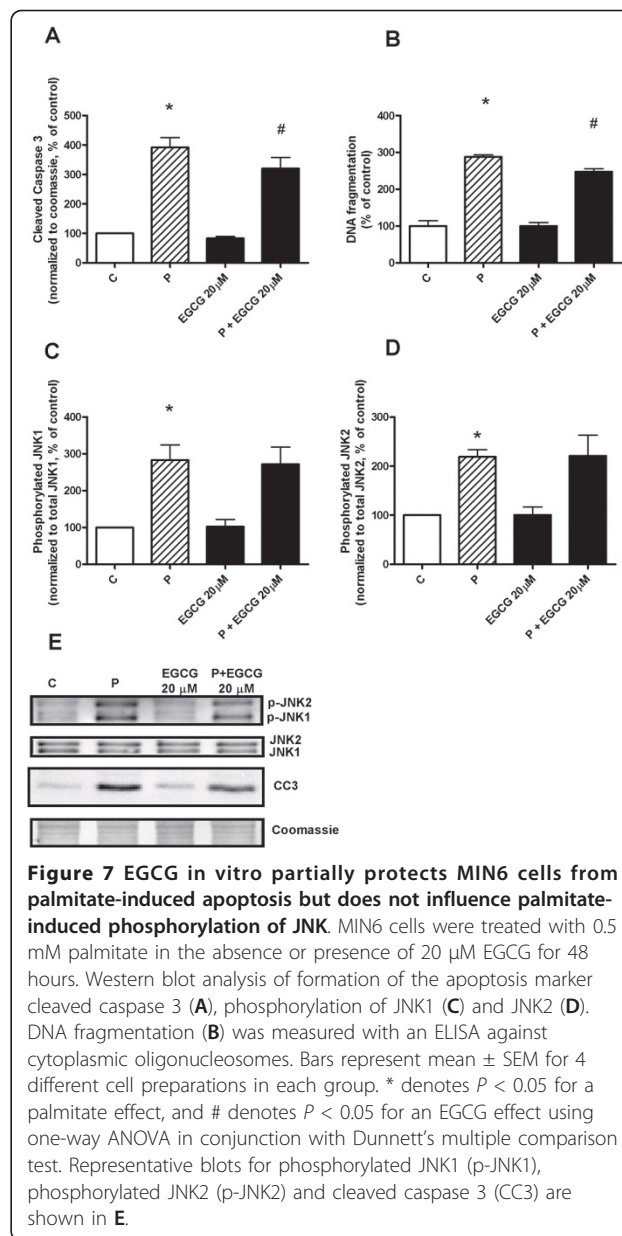 A
Cleaved Caspase 3
(normalized to coomassie, % of control)
500
400
300
200
100
0
*
#
C
P
EGCG 20µM
P + EGCG 20µM
B
DNA fragmentation
(% of control)
400
300
200
100
0
*
#
C
P
EGCG 20µM
P + EGCG 20µM
C
Phosphorylated JNK1
(normalized to total JNK1, % of control)
400
300
200
100
0
*
C
P
EGCG 20µM
P + EGCG 20µM
D
Phosphorylated JNK2
(normalized to total JNK2, % of control)
300
200
100
0
*
C
P
EGCG 20µM
P + EGCG 20µM
E
C
P
EGCG
20 µM
P+EGCG
20 µM
p-JNK2
p-JNK1
JNK2
JNK1
CC3
Coomassie
Figure 7 EGCG in vitro partially protects MIN6 cells from
palmitate-induced apoptosis but does not influence palmitate-
induced phosphorylation of JNK. MIN6 cells were treated with 0.5
mM palmitate in the absence or presence of 20 µM EGCG for 48
hours. Western blot analysis of formation of the apoptosis marker
cleaved caspase 3 (A), phosphorylation of JNK1 (C) and JNK2 (D).
DNA fragmentation (B) was measured with an ELISA against
cytoplasmic oligonucleosomes. Bars represent mean ± SEM for 4
different cell preparations in each group. * denotes P < 0.05 for a
palmitate effect, and # denotes P < 0.05 for an EGCG effect using
one-way ANOVA in conjunction with Dunnett's multiple comparison
test. Representative blots for phosphorylated JNK1 (p-JNK1),
phosphorylated JNK2 (p-JNK2) and cleaved caspase 3 (CC3) are
shown in E.